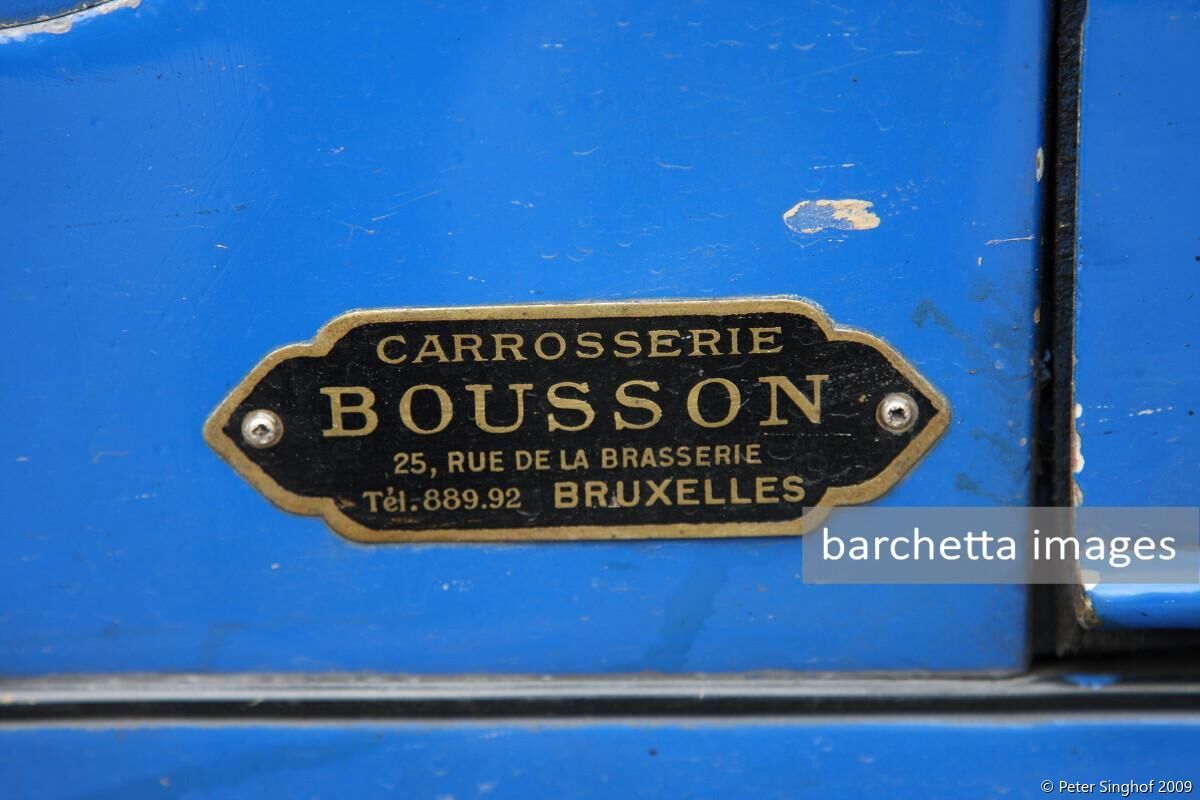 CARROSSERIE
BOUSSON
25, RUE DE LA BRASSERIE
Tél. 889.92 BRUXELLES
barchetta images
© Peter Singhof 2009